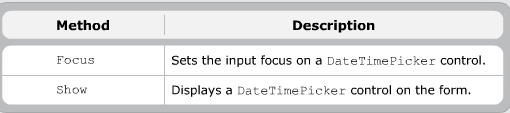 Method Description
Focus Sets the input focus on a DateTimePicker control.
Show Displays a DateTimePicker control on the form.